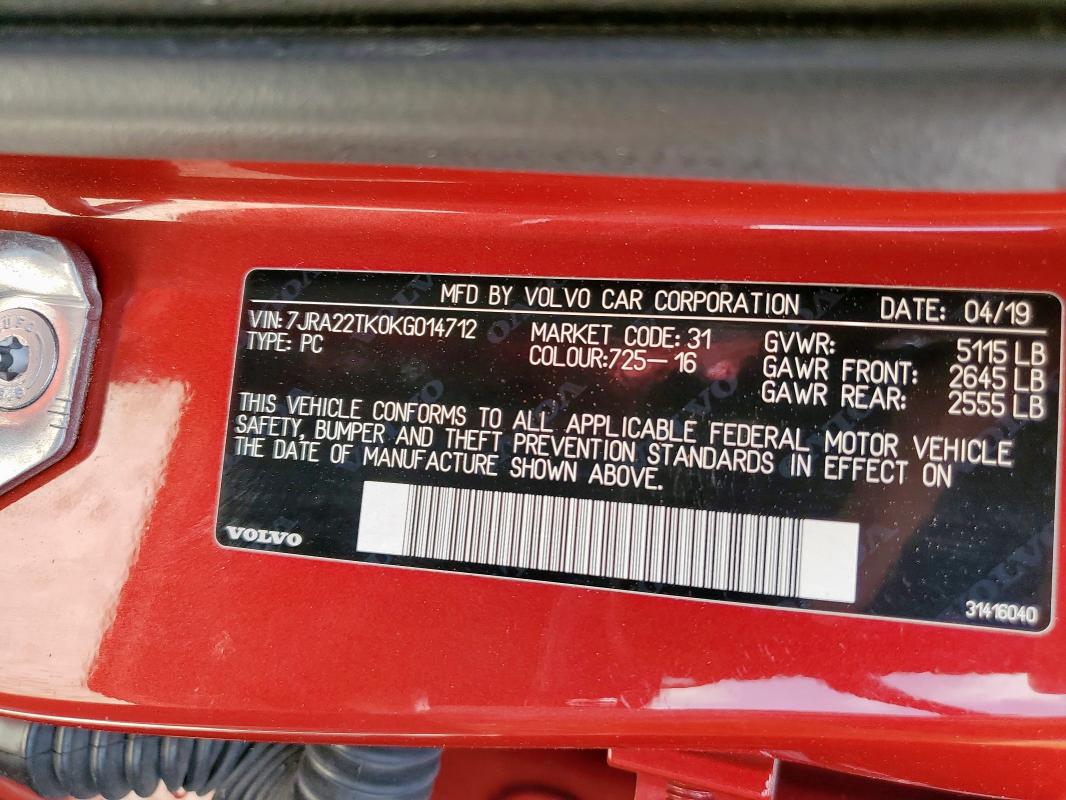 MFD BY VOLVO CAR CORPORATION DATE: 04/19
VIN:7JRA22TK0KG014712 MARKET CODE: 31 GVWR: 5115 LB
TYPE: PC COLOUR:725-16 GAWR FRONT: 2645 LB
GAWR REAR: 2555 LB
THIS VEHICLE CONFORMS TO ALL APPLICABLE FEDERAL MOTOR VEHICLE
SAFETY, BUMPER AND THEFT PREVENTION STANDARDS IN EFFECT ON
THE DATE OF MANUFACTURE SHOWN ABOVE.
VOLVO
31416040